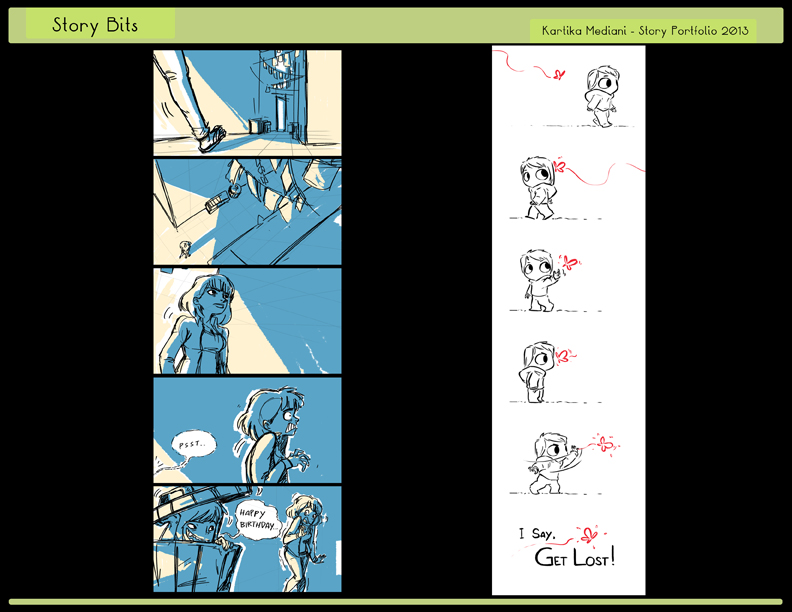 Story Bits
Kartika Mediani - Story Portfolio 2013
PSST..
HAPPY
BIRTHDAY..
I SAY,
GET LOST!